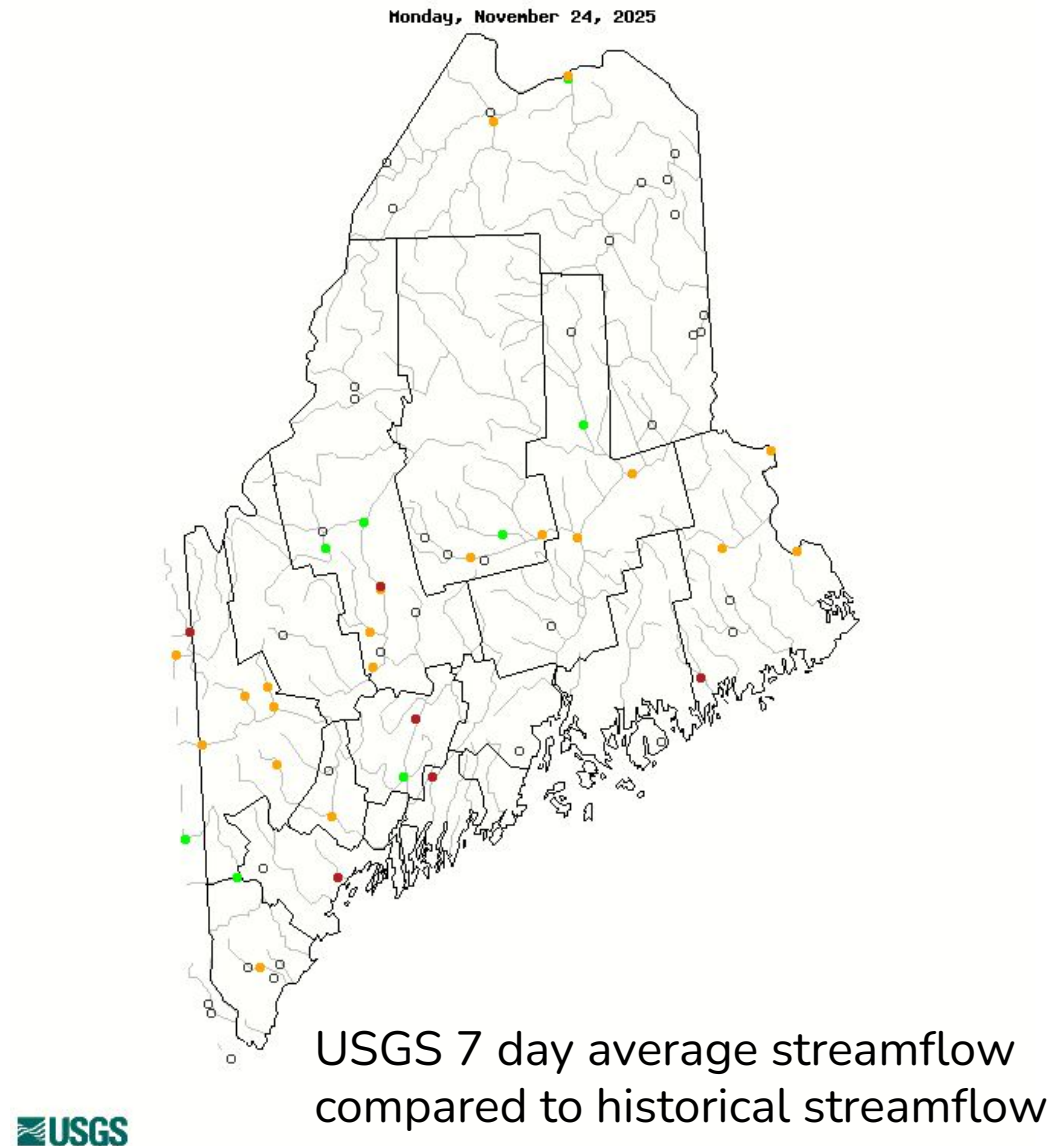 Monday, November 24, 2025
USGS 7 day average streamflow
compared to historical streamflow
USGS